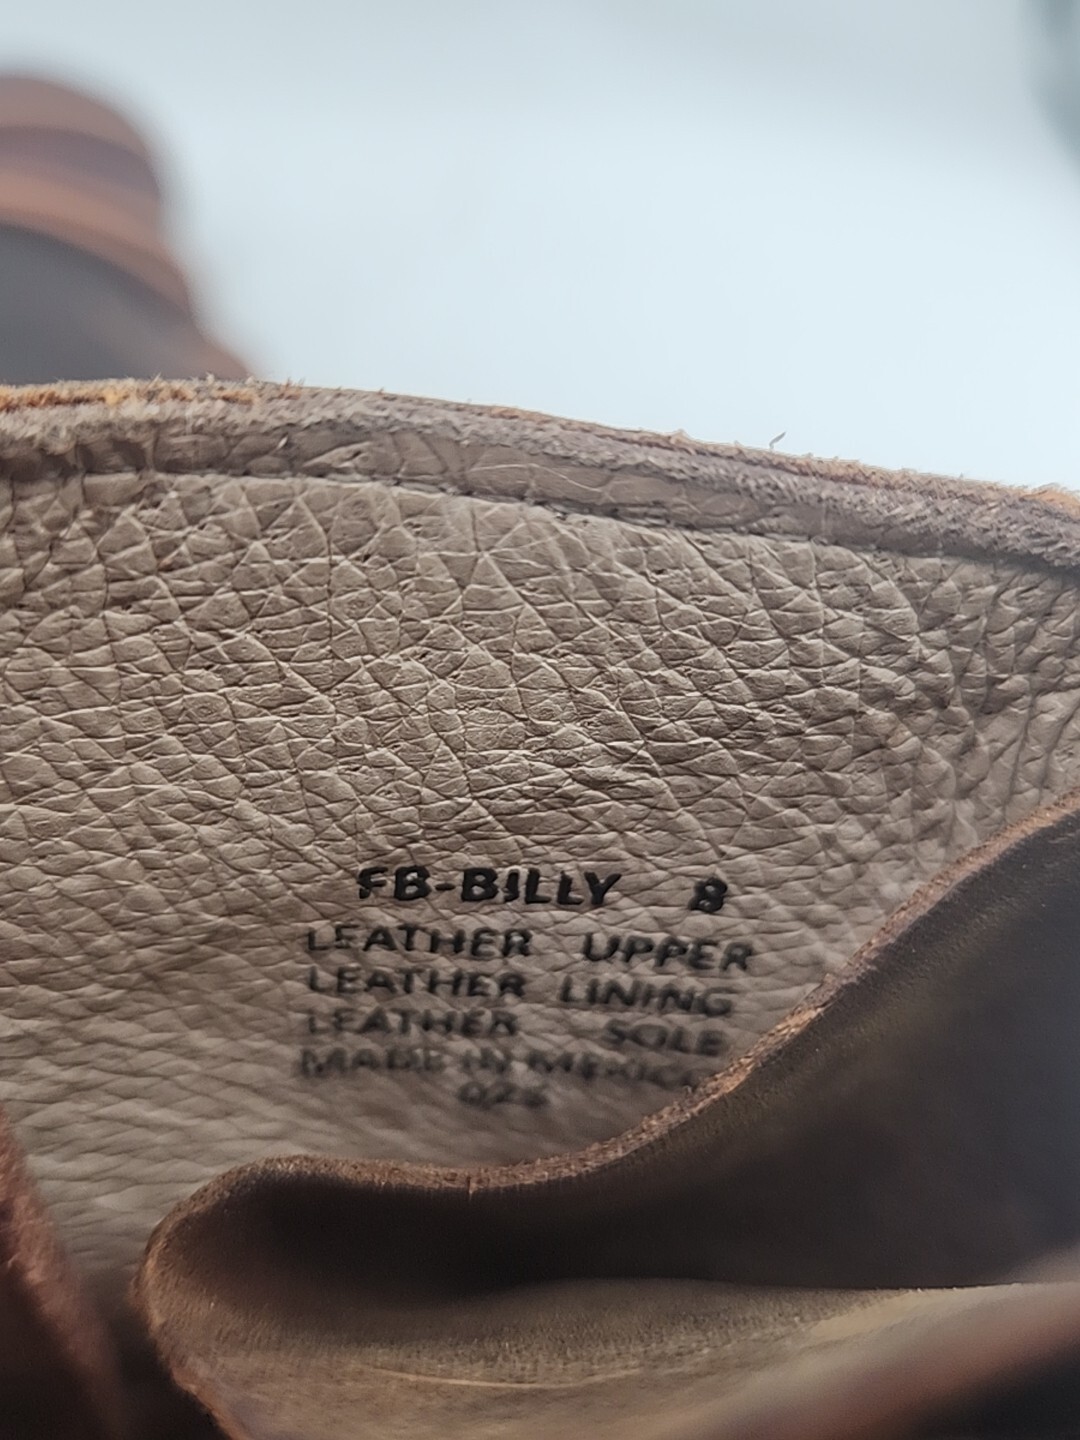 FB-BILLY 8
LEATHER UPPER
LEATHER LINING
LEATHER SOLE
MADE IN MEXICO